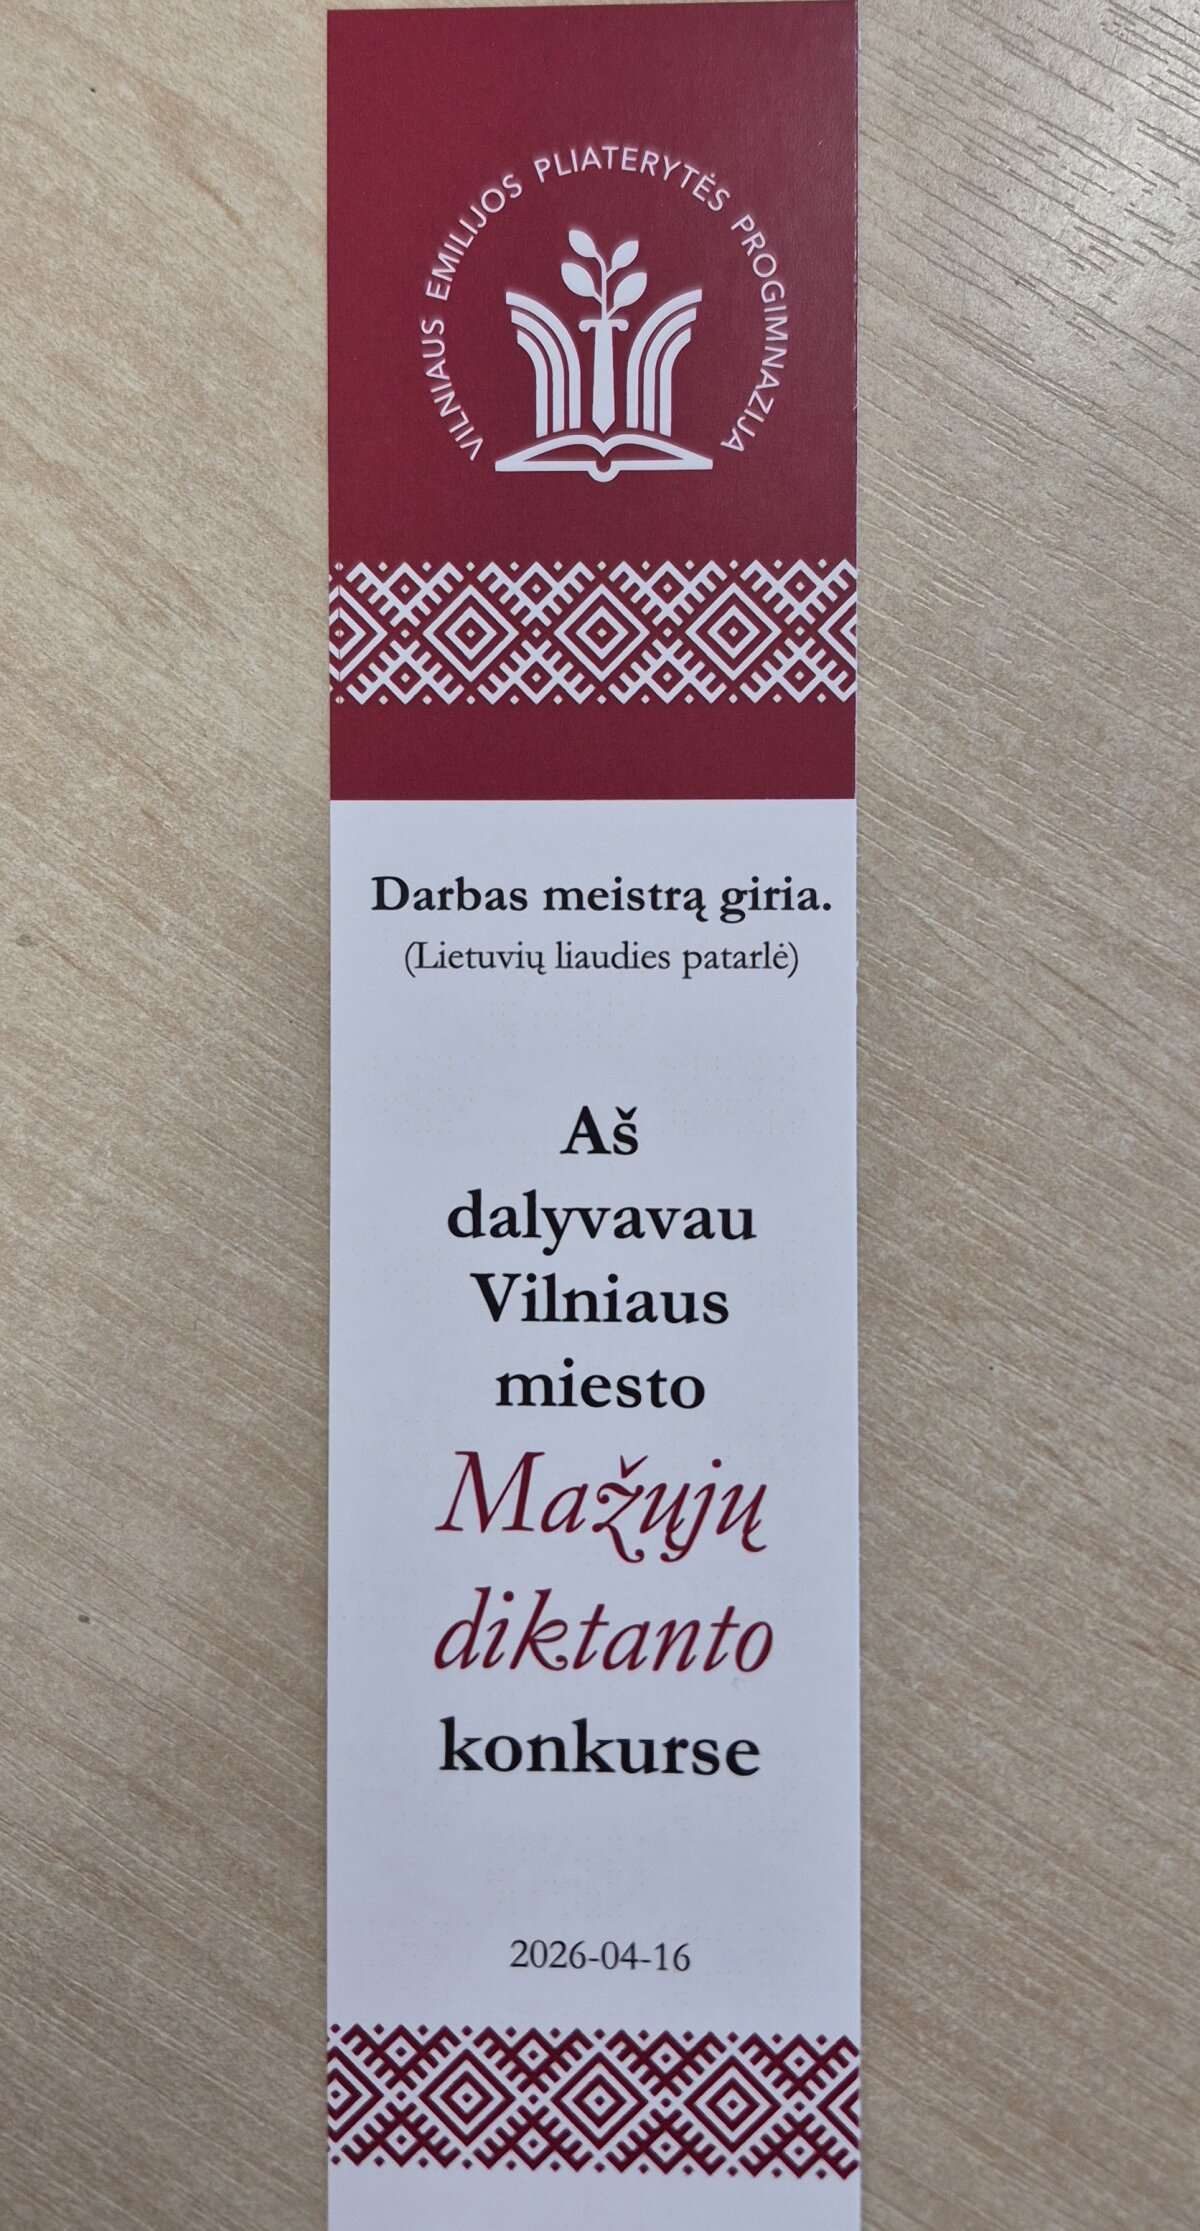 VILNIAUS EMILIJOS PLIATERYTĖS PROGIMNAZIJA
Darbas meistrą giria.
(Lietuvių liaudies patarlė)
Aš
dalyvavau
Vilniaus
miesto
Mažųjų
diktanto
konkurse
2026-04-16